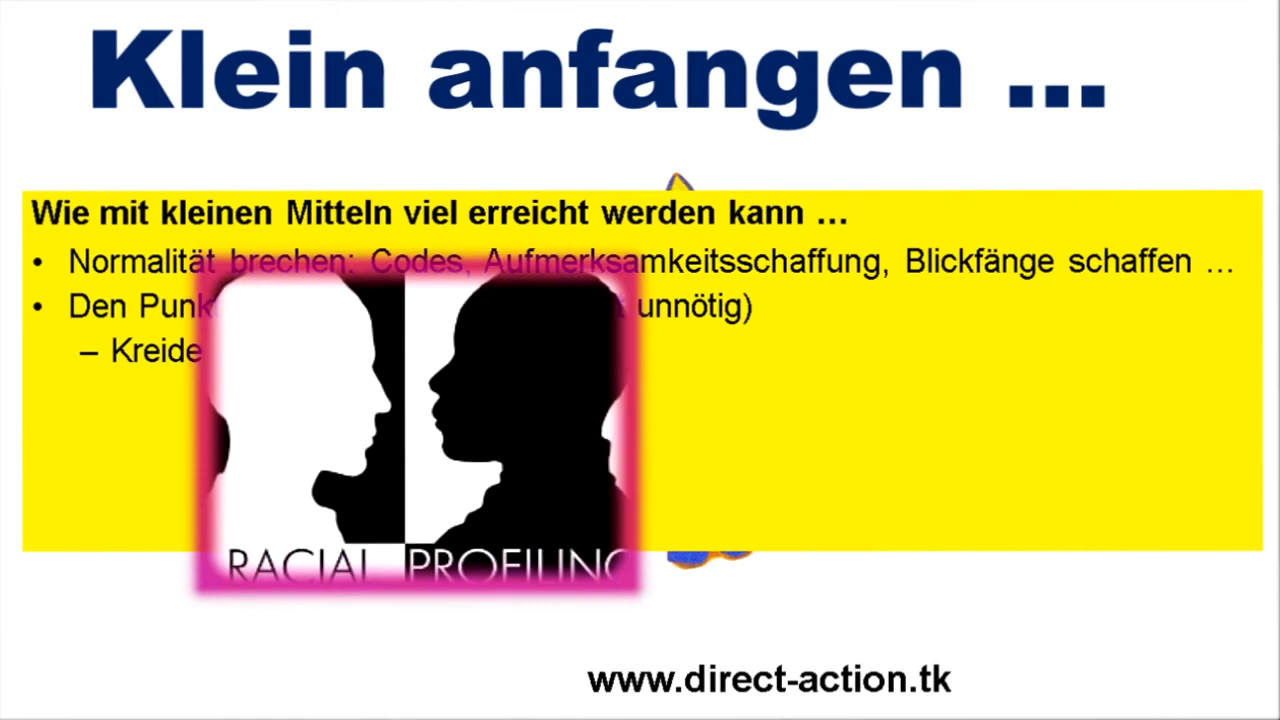 Klein anfangen ...
Wie mit kleinen Mitteln viel erreicht werden kann ...
• Normalität brechen: Codes, Aufmerksamkeitsschaffung, Blickfänge schaffen ...
• Den unnötig)
– Kreide
RACIAL PROFILING
www.direct-action.tk